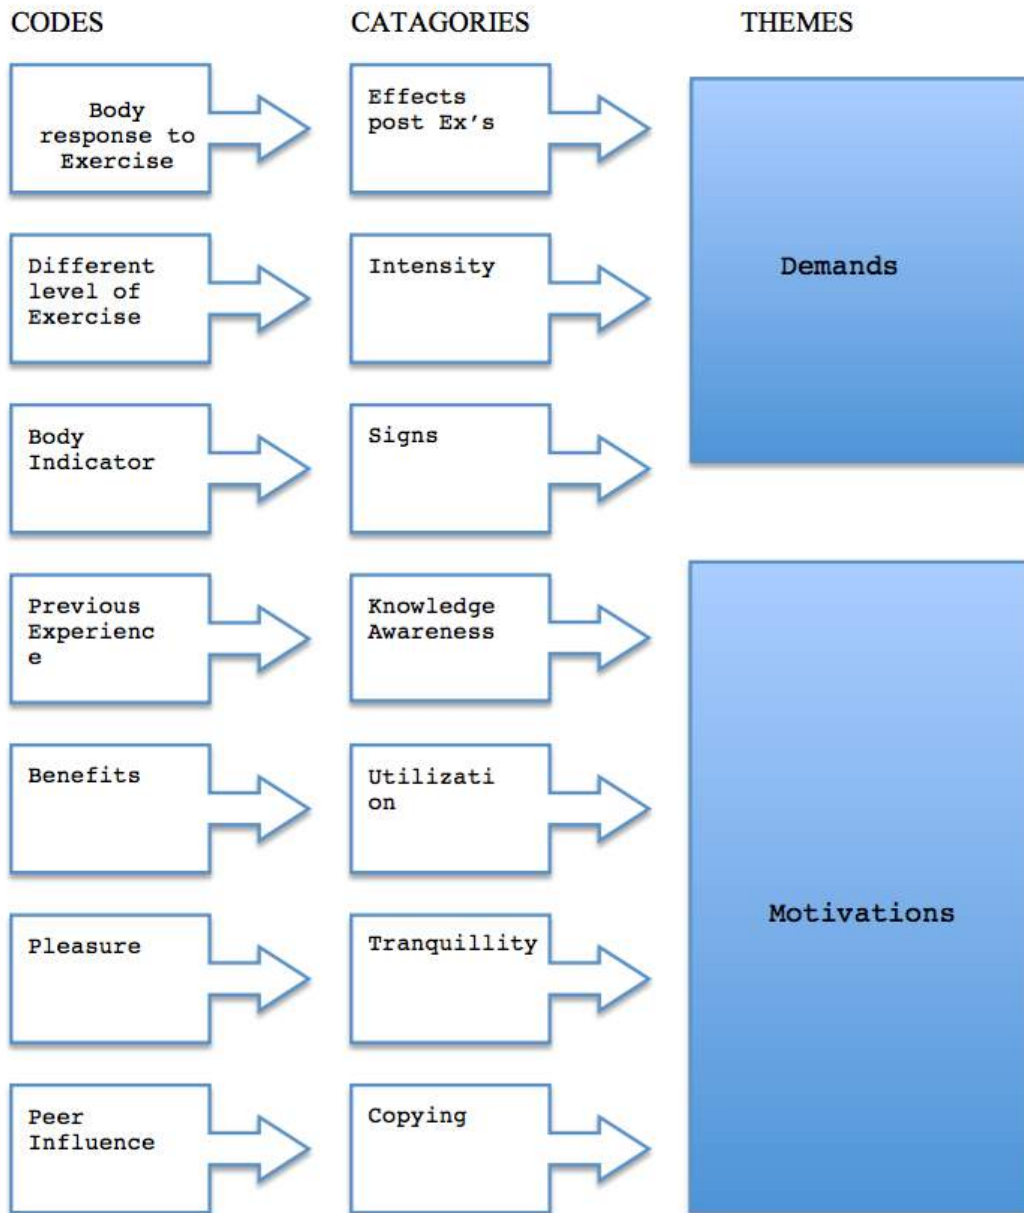 CODES
CATAGORIES
THEMES
Body
response to
Exercise
Effects
post Ex's
Different
level of
Exercise
Intensity
Demands
Body
Indicator
Signs
Previous
Experienc
e
Knowledge
Awareness
Benefits
Utilizati
on
Pleasure
Tranquillity
Motivations
Peer
Influence
Copying